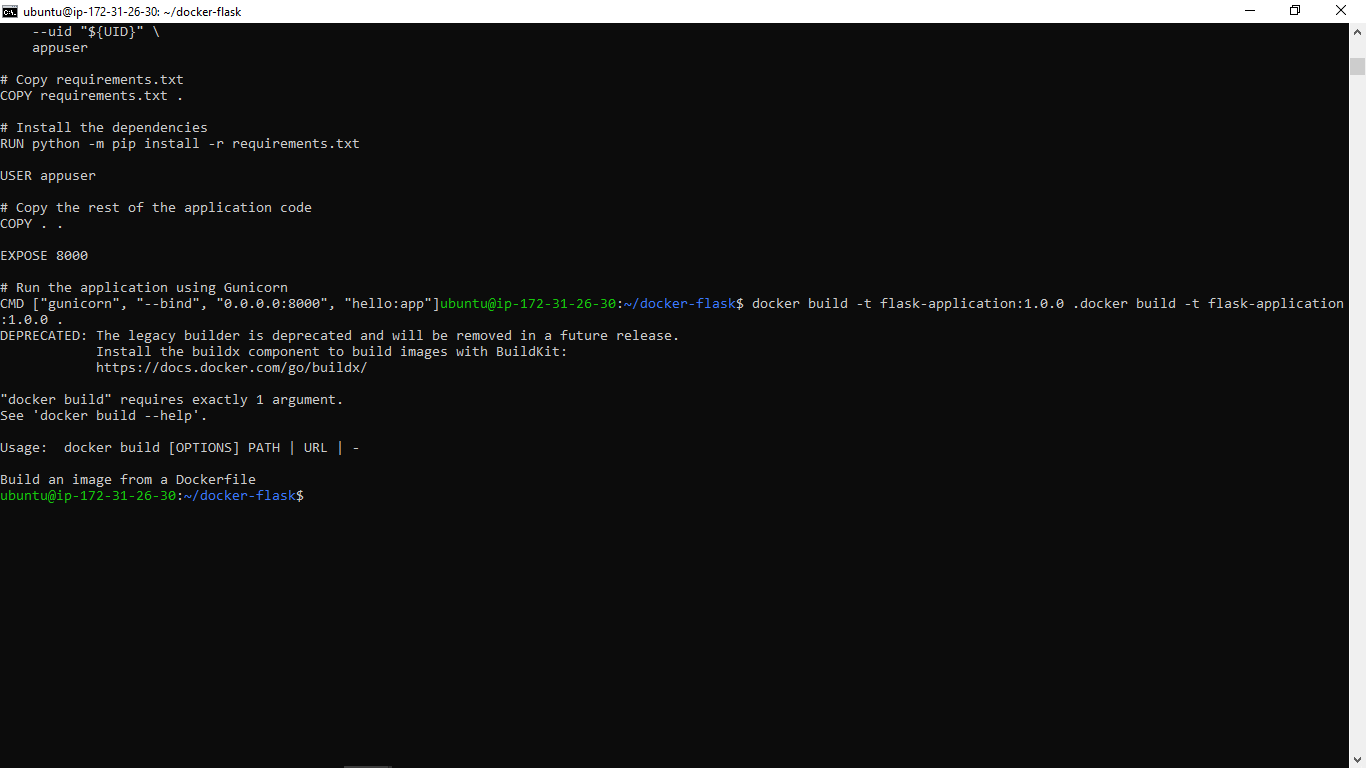 ubuntu@ip-172-31-26-30: ~/docker-flask
    --uid "${UID}" \
    appuser
# Copy requirements.txt
COPY requirements.txt .
# Install the dependencies
RUN python -m pip install -r requirements.txt
USER appuser
# Copy the rest of the application code
COPY . .
EXPOSE 8000
# Run the application using Gunicorn
CMD ["gunicorn", "--bind", "0.0.0.0:8000", "hello:app"]ubuntu@ip-172-31-26-30:~/docker-flask$ docker build -t flask-application:1.0.0 .docker build -t flask-application
:1.0.0 .
DEPRECATED: The legacy builder is deprecated and will be removed in a future release.
            Install the buildx component to build images with BuildKit:
            https://docs.docker.com/go/buildx/
"docker build" requires exactly 1 argument.
See 'docker build --help'.
Usage:  docker build [OPTIONS] PATH | URL | -
Build an image from a Dockerfile
ubuntu@ip-172-31-26-30:~/docker-flask$